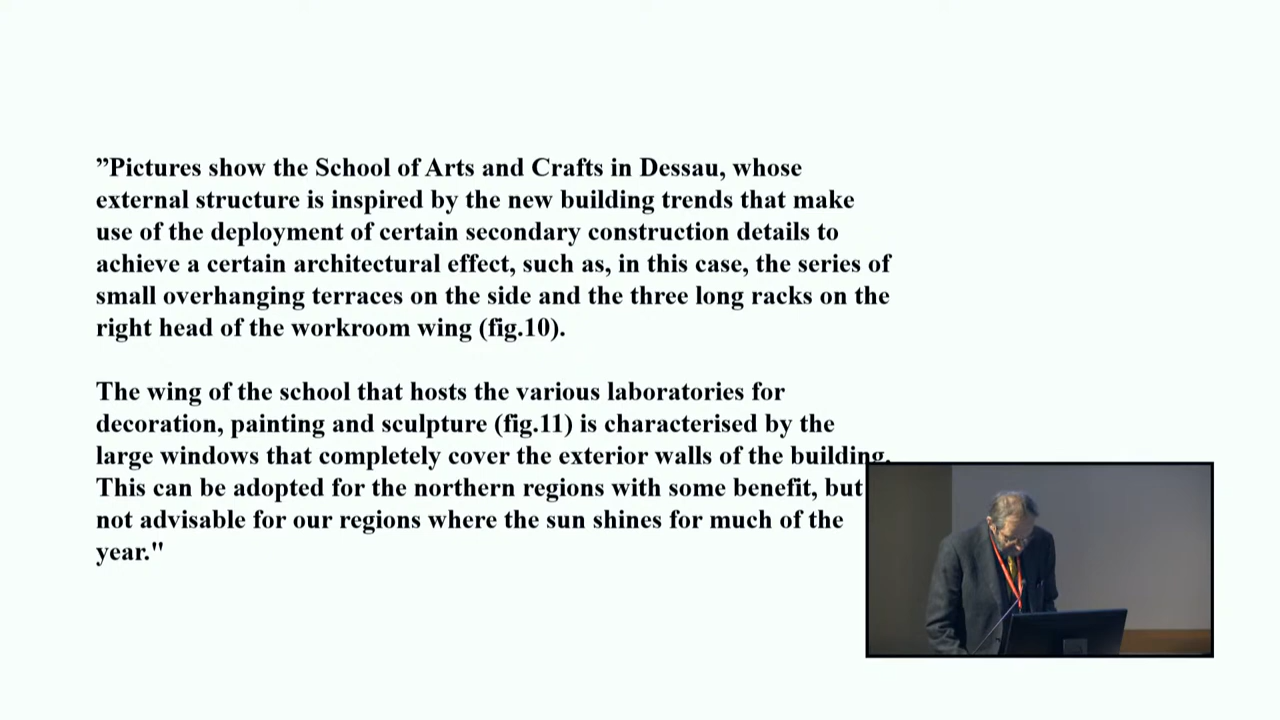 ”Pictures show the School of Arts and Crafts in Dessau, whose
external structure is inspired by the new building trends that make
use of the deployment of certain secondary construction details to
achieve a certain architectural effect, such as, in this case, the series of
small overhanging terraces on the side and the three long racks on the
right head of the workroom wing (fig.10).
The wing of the school that hosts the various laboratories for
decoration, painting and sculpture (fig.11) is characterised by the
large windows that completely cover the exterior walls of the building.
This can be adopted for the northern regions with some benefit, but
not advisable for our regions where the sun shines for much of the
year."